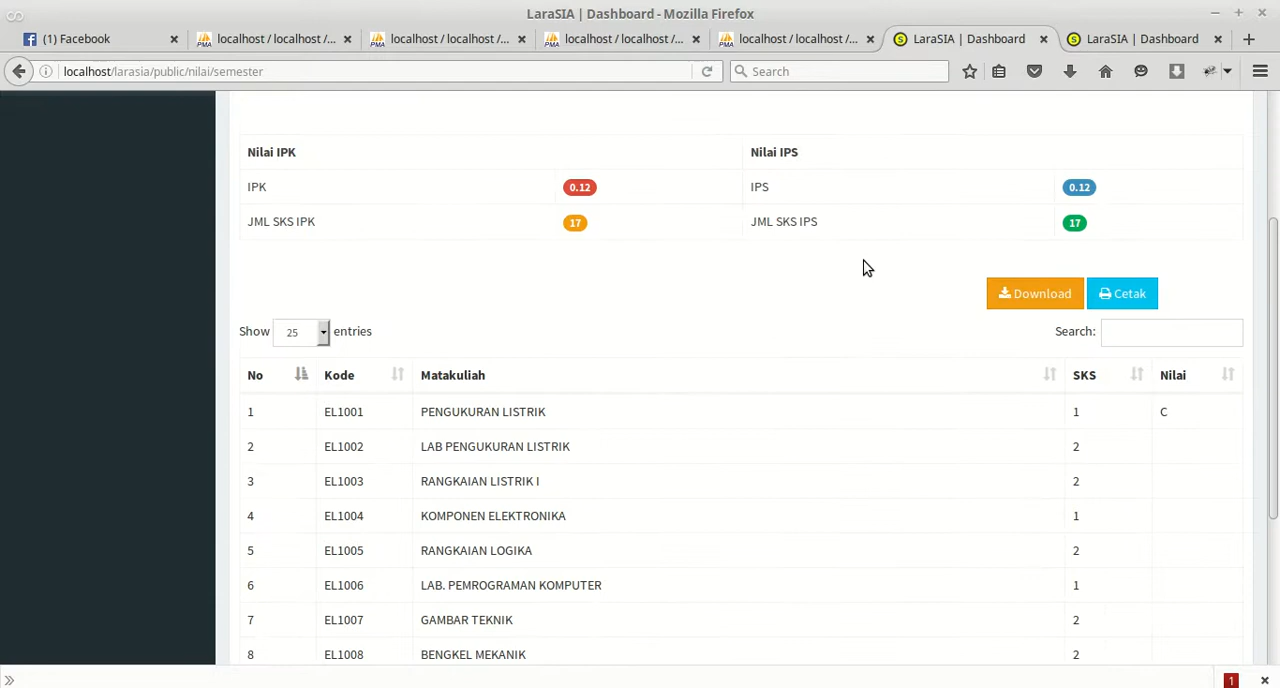 LaraSIA | Dashboard - Mozilla Firefox
(1) Facebook
localhost / localhost /...
localhost / localhost /...
localhost / localhost /...
localhost / localhost /...
LaraSIA | Dashboard
LaraSIA | Dashboard
localhost/larasia/public/nilai/semester
Search
Nilai IPK Nilai IPS
IPK 0.12 IPS 0.12
JML SKS IPK 17 JML SKS IPS 17
Download Cetak
Show 25 entries Search:
No Kode Matakuliah SKS Nilai
1 EL1001 PENGUKURAN LISTRIK 1 C
2 EL1002 LAB PENGUKURAN LISTRIK 2
3 EL1003 RANGKAIAN LISTRIK I 2
4 EL1004 KOMPONEN ELEKTRONIKA 1
5 EL1005 RANGKAIAN LOGIKA 2
6 EL1006 LAB. PEMROGRAMAN KOMPUTER 1
7 EL1007 GAMBAR TEKNIK 2
8 EL1008 BENGKEL MEKANIK 2
1